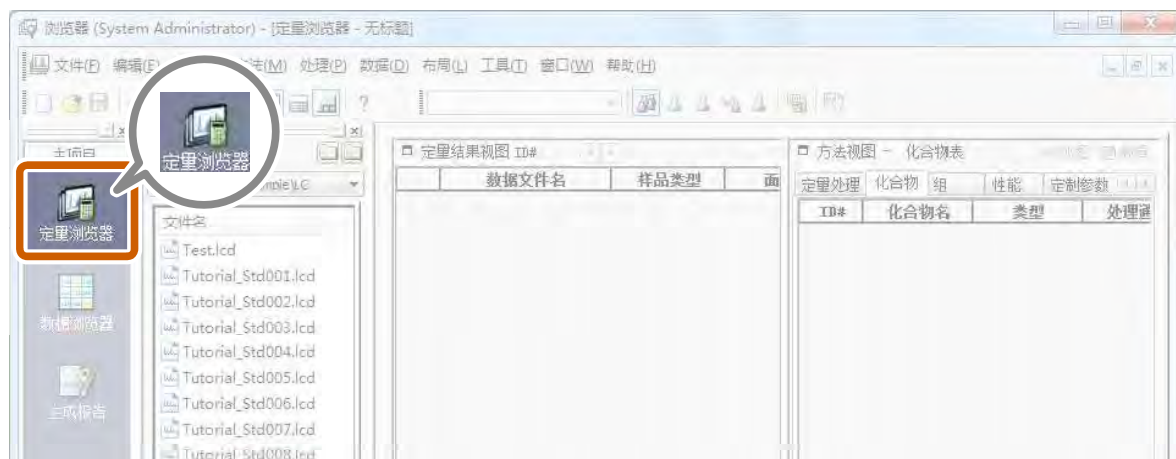 浏览器 (System Administrator) - [定量浏览器 - 无标题]
文件(F) 编辑(E) 方法(M) 处理(P) 数据(D) 布局(L) 工具(T) 窗口(W) 帮助(H)
定量浏览器
主项目
定量浏览器
数据浏览器
生成报告
文件名
Test.lcd
Tutorial_Std001.lcd
Tutorial_Std002.lcd
Tutorial_Std003.lcd
Tutorial_Std004.lcd
Tutorial_Std005.lcd
Tutorial_Std006.lcd
Tutorial_Std007.lcd
Tutorial_Std008.lcd
定量结果视图 ID#
数据文件名 样品类型 面
方法视图 - 化合物表
定量处理 化合物 组 性能 定制参数
ID# 化合物名 类型